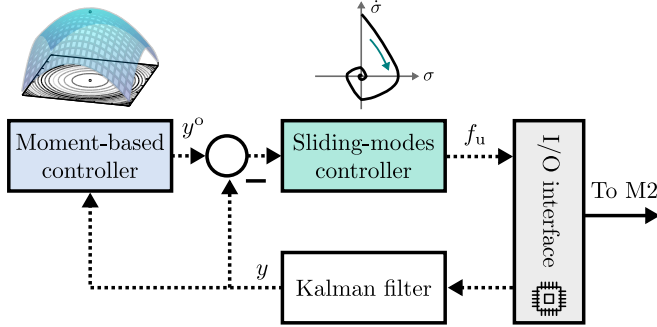 σ̇
σ
Moment-based
controller
y°
−
Sliding-modes
controller
f_u
I/O interface
To M2
y
Kalman filter